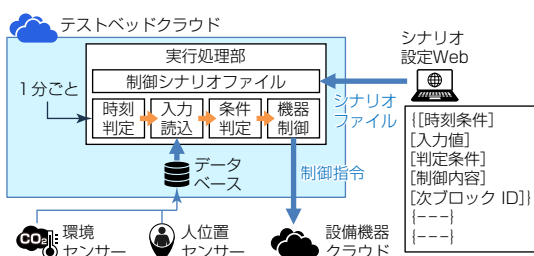 テストベッドクラウド
実行処理部
制御シナリオファイル
1分ごと
時刻
判定
入力
読込
条件
判定
機器
制御
データ
ベース
シナリオ
設定Web
シナリオ
ファイル
制御指令
{[時刻条件]
[入力値]
[判定条件]
[制御内容]
[次ブロック ID]}
{---}
{---}
CO2
環境
センサー
人位置
センサー
設備機器
クラウド